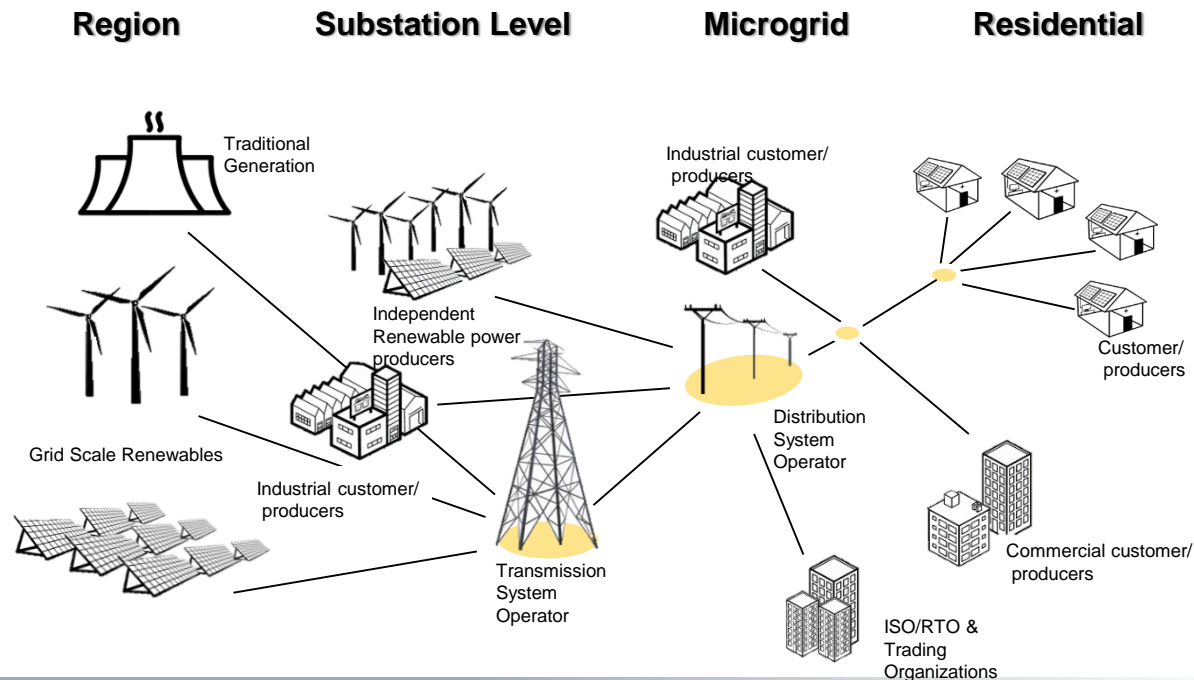 Region
Substation Level
Microgrid
Residential
Traditional
Generation
Industrial customer/
producers
Independent
Renewable power
producers
Customer/
producers
Distribution
System
Operator
Grid Scale Renewables
Industrial customer/
producers
Transmission
System
Operator
Commercial customer/
producers
ISO/RTO &
Trading
Organizations